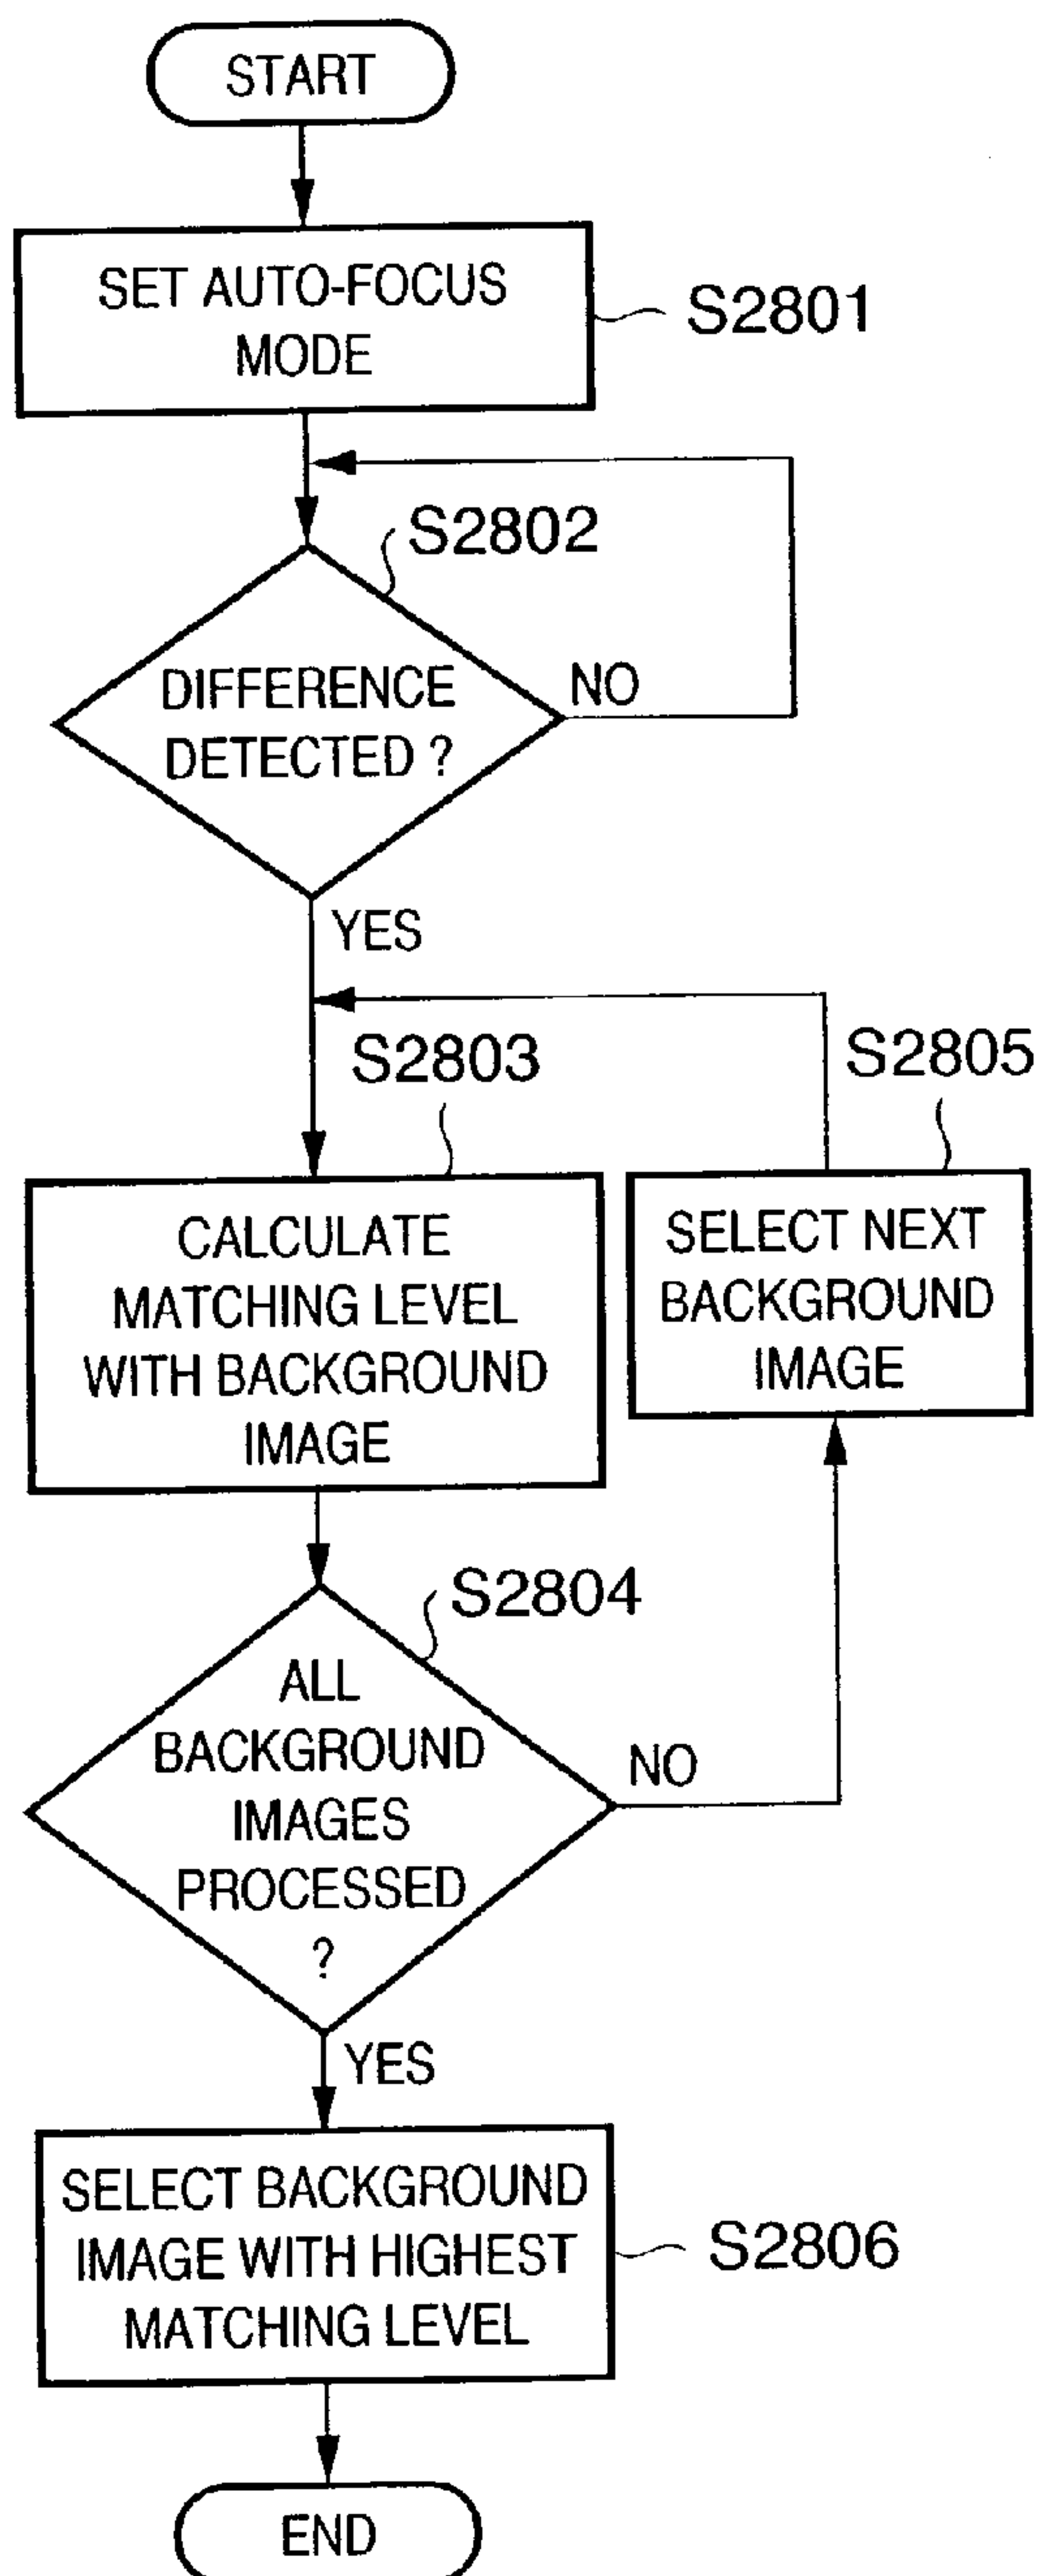 START
SET AUTO-FOCUS
MODE
S2801
S2802
DIFFERENCE
DETECTED ?
NO
YES
S2803
S2805
CALCULATE
MATCHING LEVEL
WITH BACKGROUND
IMAGE
SELECT NEXT
BACKGROUND
IMAGE
S2804
ALL
BACKGROUND
IMAGES
PROCESSED
?
NO
YES
SELECT BACKGROUND
IMAGE WITH HIGHEST
MATCHING LEVEL
S2806
END